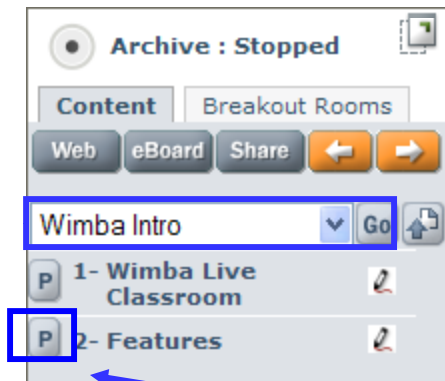 Archive : Stopped
Content Breakout Rooms
Web eBoard Share
Wimba Intro Go
P 1- Wimba Live
Classroom
P 2- Features